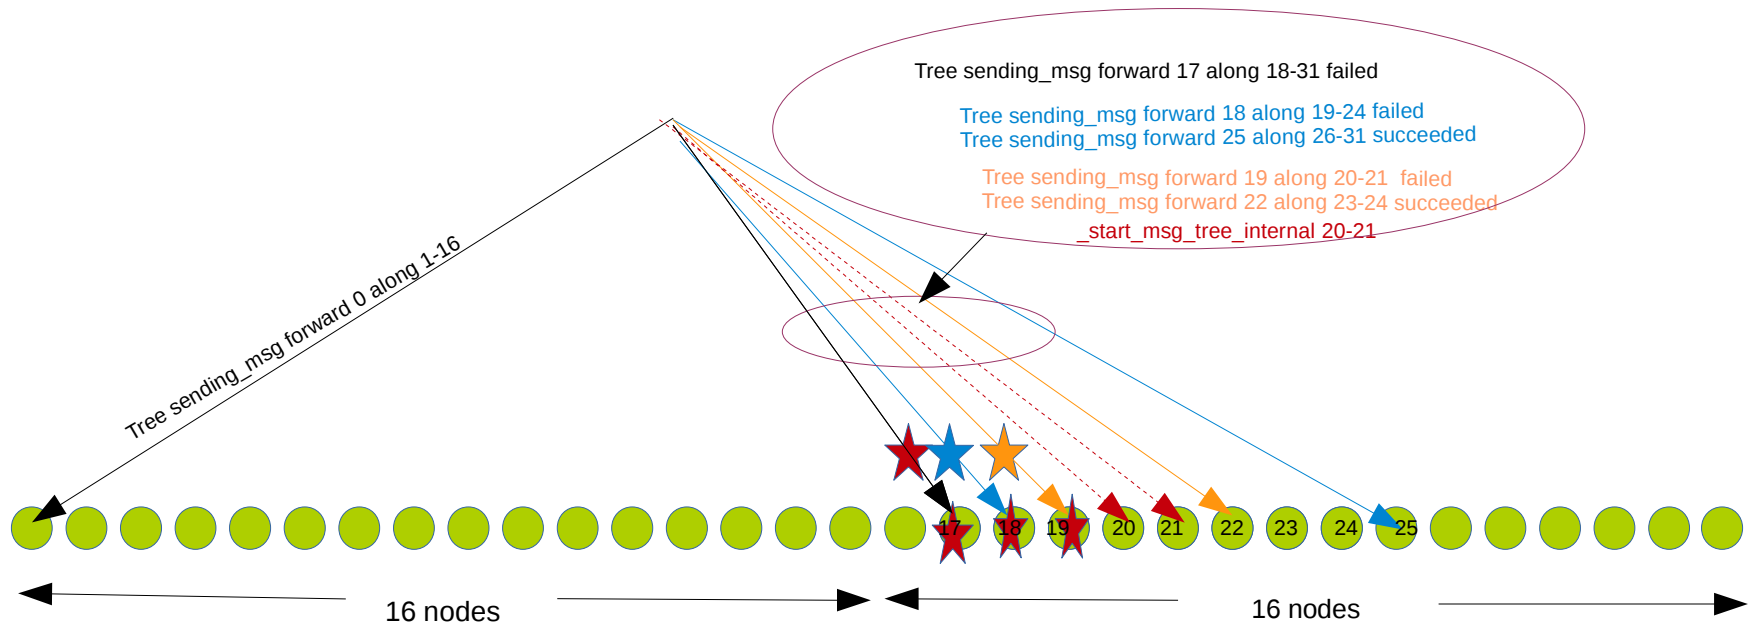 Tree sending_msg forward 17 along 18-31 failed
Tree sending_msg forward 18 along 19-24 failed
Tree sending_msg forward 25 along 26-31 succeeded
Tree sending_msg forward 19 along 20-21 failed
Tree sending_msg forward 22 along 23-24 succeeded
_start_msg_tree_internal 20-21
Tree sending_msg forward 0 along 1-16
17 18 19 20 21 22 23 24 25
16 nodes
16 nodes